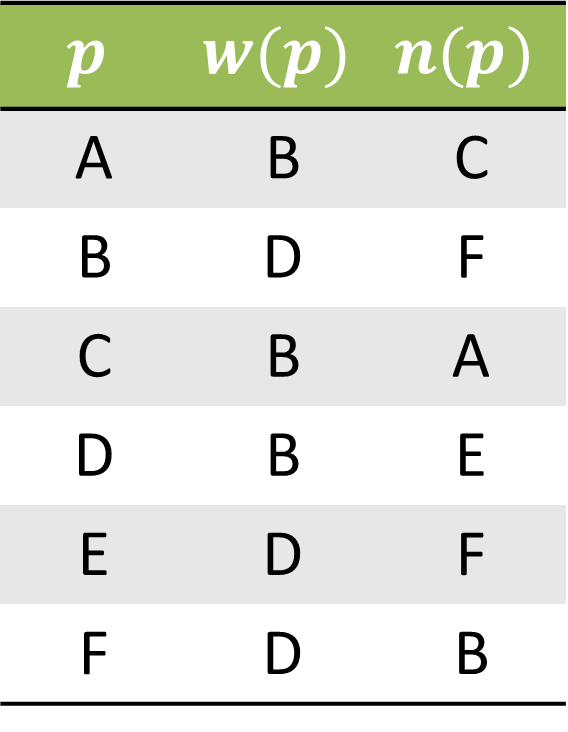 p w(p) n(p)
A B C
B D F
C B A
D B E
E D F
F D B